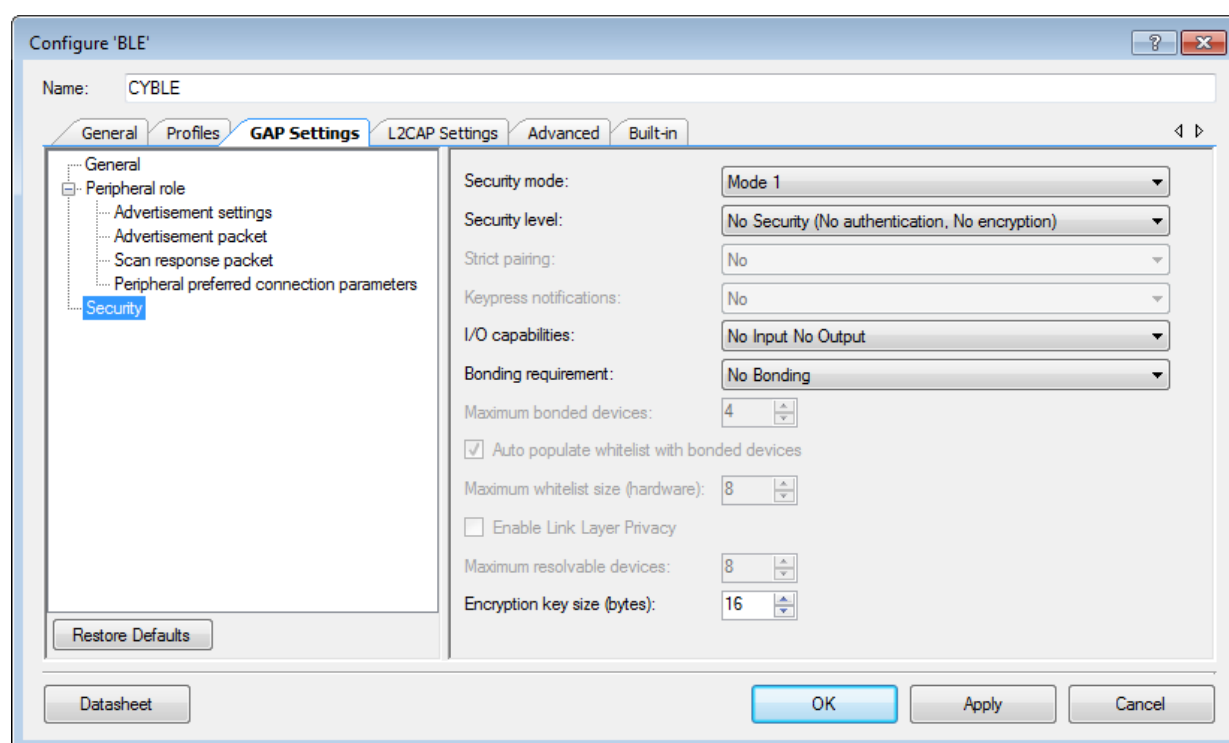 Configure 'BLE'
Name: CYBLE
General Profiles GAP Settings L2CAP Settings Advanced Built-in
General
Peripheral role
Advertisement settings
Advertisement packet
Scan response packet
Peripheral preferred connection parameters
Security
Restore Defaults
Security mode: Mode 1
Security level: No Security (No authentication, No encryption)
Strict pairing: No
Keypress notifications: No
I/O capabilities: No Input No Output
Bonding requirement: No Bonding
Maximum bonded devices: 4
Auto populate whitelist with bonded devices
Maximum whitelist size (hardware): 8
Enable Link Layer Privacy
Maximum resolvable devices: 8
Encryption key size (bytes): 16
Datasheet OK Apply Cancel